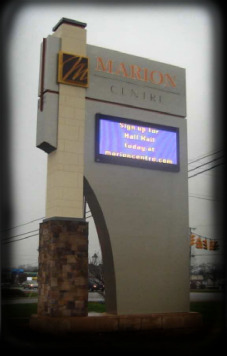 M
MARION
CENTRE
Sign up for
Mall Mail
Today at
marioncentre.com